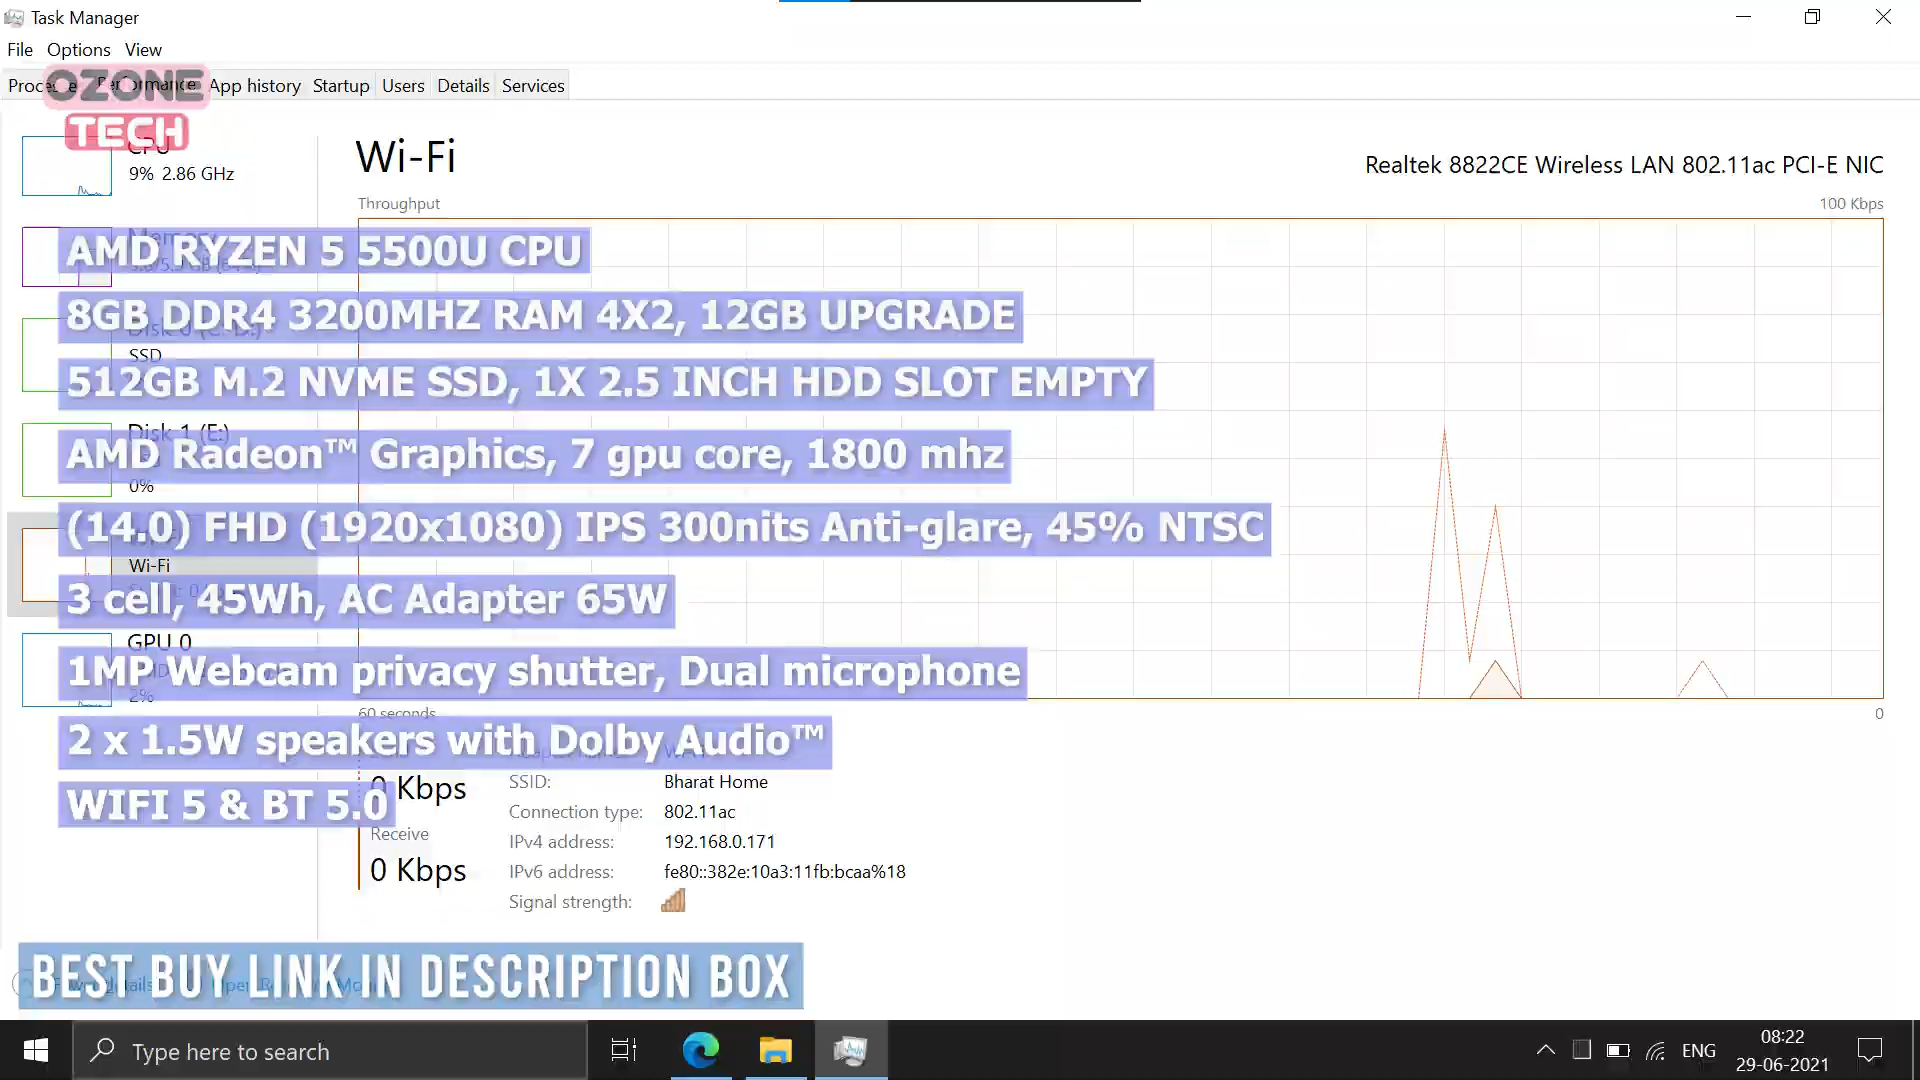 Task Manager
File Options View
Processes Performance App history Startup Users Details Services
OZONE
TECH
CPU
9% 2.86 GHz
Wi-Fi
Realtek 8822CE Wireless LAN 802.11ac PCI-E NIC
Throughput
100 Kbps
Memory
AMD RYZEN 5 5500U CPU
8GB DDR4 3200MHZ RAM 4X2, 12GB UPGRADE
SSD
512GB M.2 NVME SSD, 1X 2.5 INCH HDD SLOT EMPTY
Disk 1 (E:)
AMD Radeon™ Graphics, 7 gpu core, 1800 mhz
0%
(14.0) FHD (1920x1080) IPS 300nits Anti-glare, 45% NTSC
Wi-Fi
3 cell, 45Wh, AC Adapter 65W
GPU 0
1MP Webcam privacy shutter, Dual microphone
2%
60 seconds
0
2 x 1.5W speakers with Dolby Audio™
0 Kbps
SSID: Bharat Home
WIFI 5 & BT 5.0
Connection type: 802.11ac
Receive
IPv4 address: 192.168.0.171
0 Kbps
IPv6 address: fe80::382e:10a3:11fb:bcaa%18
Signal strength:
BEST BUY LINK IN DESCRIPTION BOX
Type here to search
ENG
08:22
29-06-2021